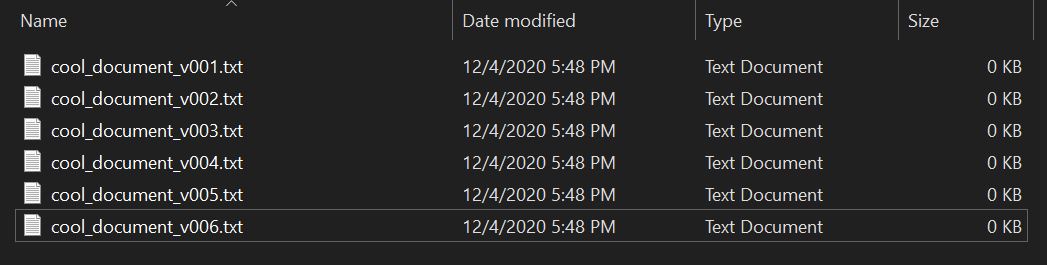 Name Date modified Type Size
cool_document_v001.txt 12/4/2020 5:48 PM Text Document 0 KB
cool_document_v002.txt 12/4/2020 5:48 PM Text Document 0 KB
cool_document_v003.txt 12/4/2020 5:48 PM Text Document 0 KB
cool_document_v004.txt 12/4/2020 5:48 PM Text Document 0 KB
cool_document_v005.txt 12/4/2020 5:48 PM Text Document 0 KB
cool_document_v006.txt 12/4/2020 5:48 PM Text Document 0 KB